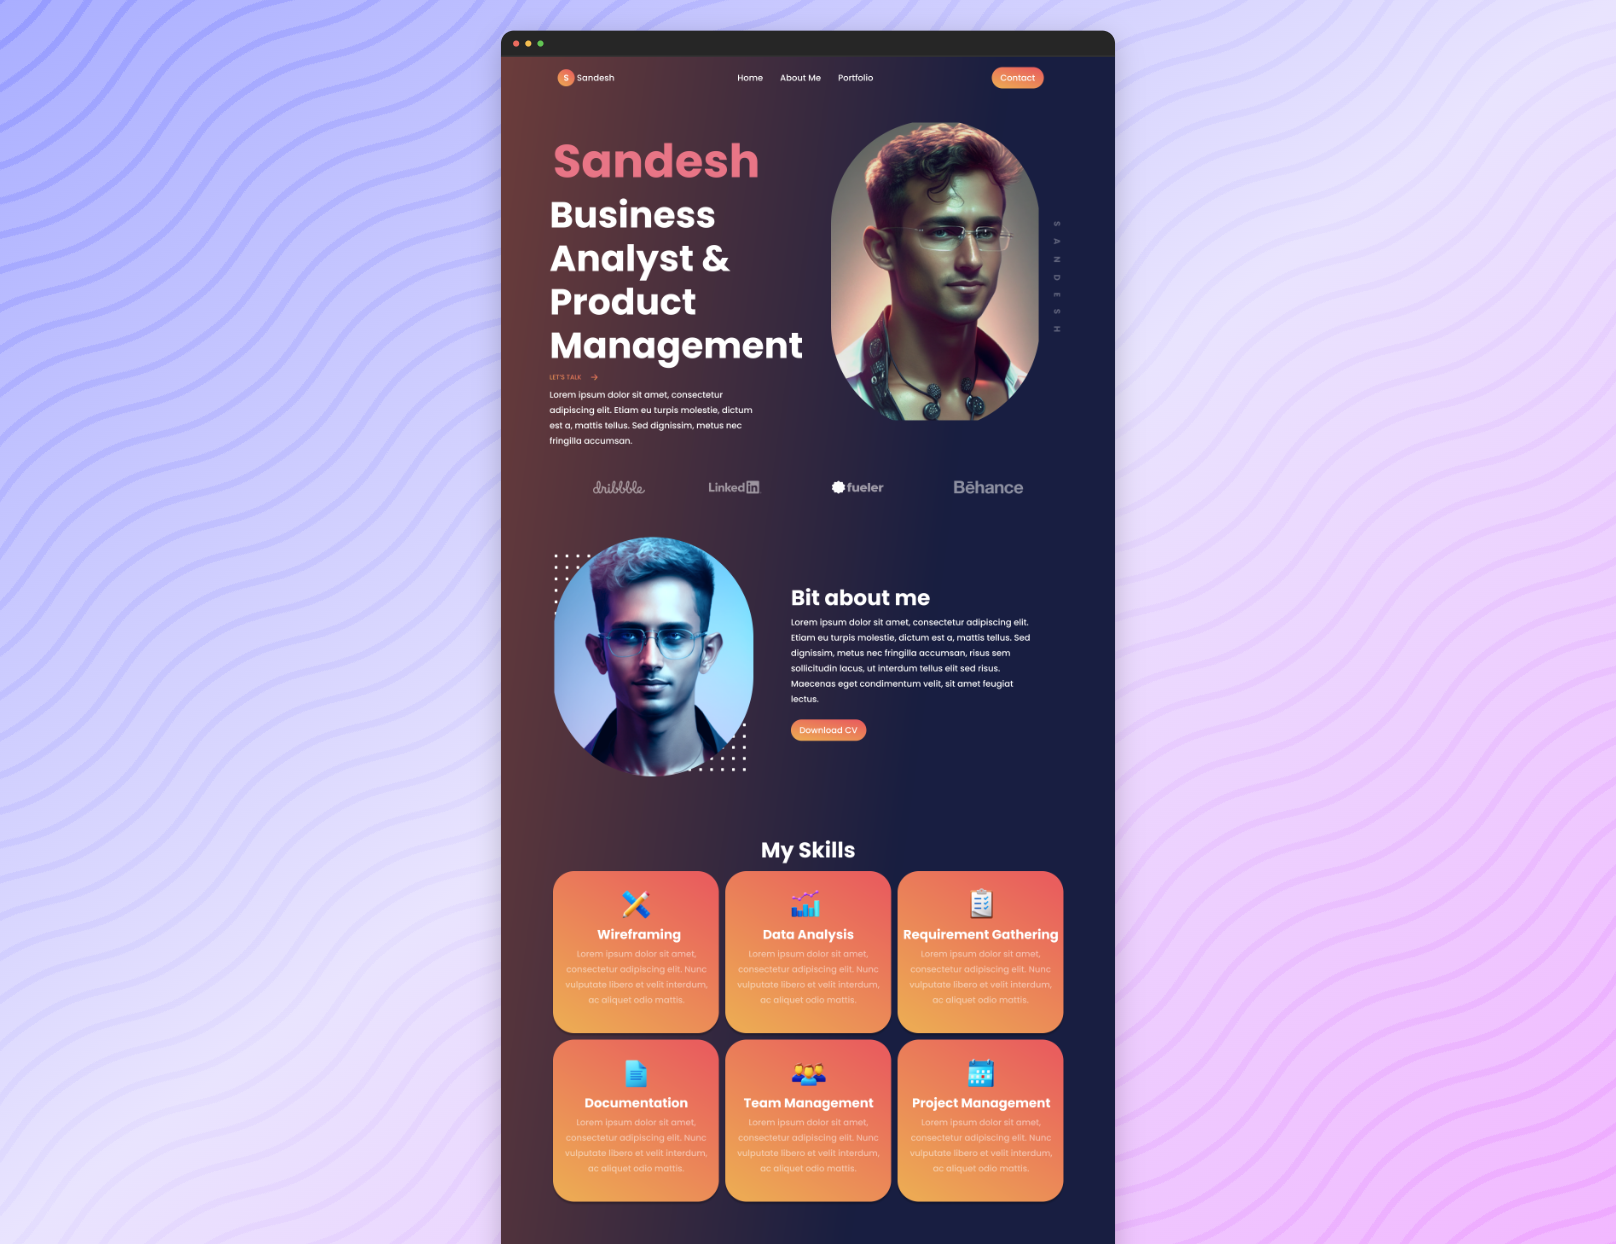 S Sandesh
Home About Me Portfolio
Contact
Sandesh
Business
Analyst &
Product
Management
LET'S TALK
Lorem ipsum dolor sit amet, consectetur
adipiscing elit. Etiam eu turpis molestie, dictum
est a, mattis tellus. Sed dignissim, metus nec
fringilla accumsan.
SANDESH
dribbble
Linkedin
fueler
Bēhance
Bit about me
Lorem ipsum dolor sit amet, consectetur adipiscing elit.
Etiam eu turpis molestie, dictum est a, mattis tellus. Sed
dignissim, metus nec fringilla accumsan, risus sem
sollicitudin lacus, ut interdum tellus elit sed risus.
Maecenas eget condimentum velit, sit amet feugiat
lectus.
Download CV
My Skills
Wireframing
Lorem ipsum dolor sit amet,
consectetur adipiscing elit. Nunc
vulputate libero et velit interdum,
ac aliquet odio mattis.
Data Analysis
Lorem ipsum dolor sit amet,
consectetur adipiscing elit. Nunc
vulputate libero et velit interdum,
ac aliquet odio mattis.
Requirement Gathering
Lorem ipsum dolor sit amet,
consectetur adipiscing elit. Nunc
vulputate libero et velit interdum,
ac aliquet odio mattis.
Documentation
Lorem ipsum dolor sit amet,
consectetur adipiscing elit. Nunc
vulputate libero et velit interdum,
ac aliquet odio mattis.
Team Management
Lorem ipsum dolor sit amet,
consectetur adipiscing elit. Nunc
vulputate libero et velit interdum,
ac aliquet odio mattis.
Project Management
Lorem ipsum dolor sit amet,
consectetur adipiscing elit. Nunc
vulputate libero et velit interdum,
ac aliquet odio mattis.